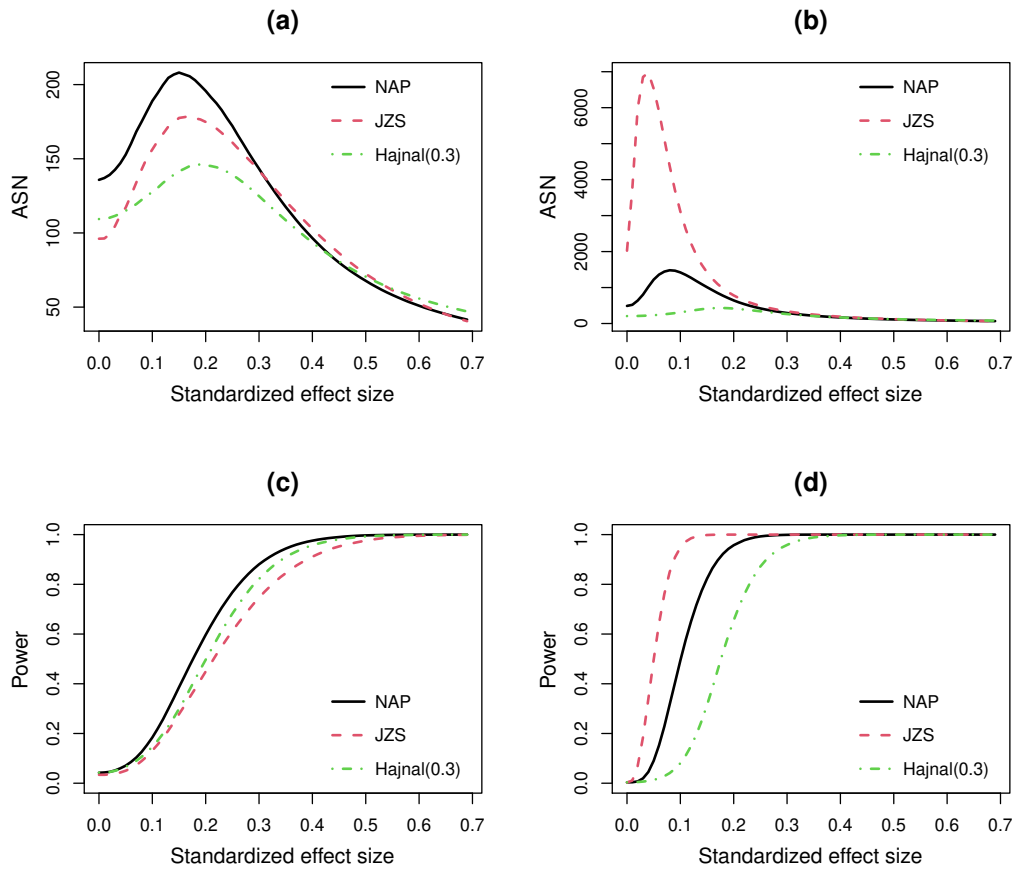 (a)
ASN
50 100 150 200
NAP
JZS
Hajnal(0.3)
0.0 0.1 0.2 0.3 0.4 0.5 0.6 0.7
Standardized effect size
(b)
ASN
0 2000 4000 6000
NAP
JZS
Hajnal(0.3)
0.0 0.1 0.2 0.3 0.4 0.5 0.6 0.7
Standardized effect size
(c)
Power
0.0 0.2 0.4 0.6 0.8 1.0
NAP
JZS
Hajnal(0.3)
0.0 0.1 0.2 0.3 0.4 0.5 0.6 0.7
Standardized effect size
(d)
Power
0.0 0.2 0.4 0.6 0.8 1.0
NAP
JZS
Hajnal(0.3)
0.0 0.1 0.2 0.3 0.4 0.5 0.6 0.7
Standardized effect size